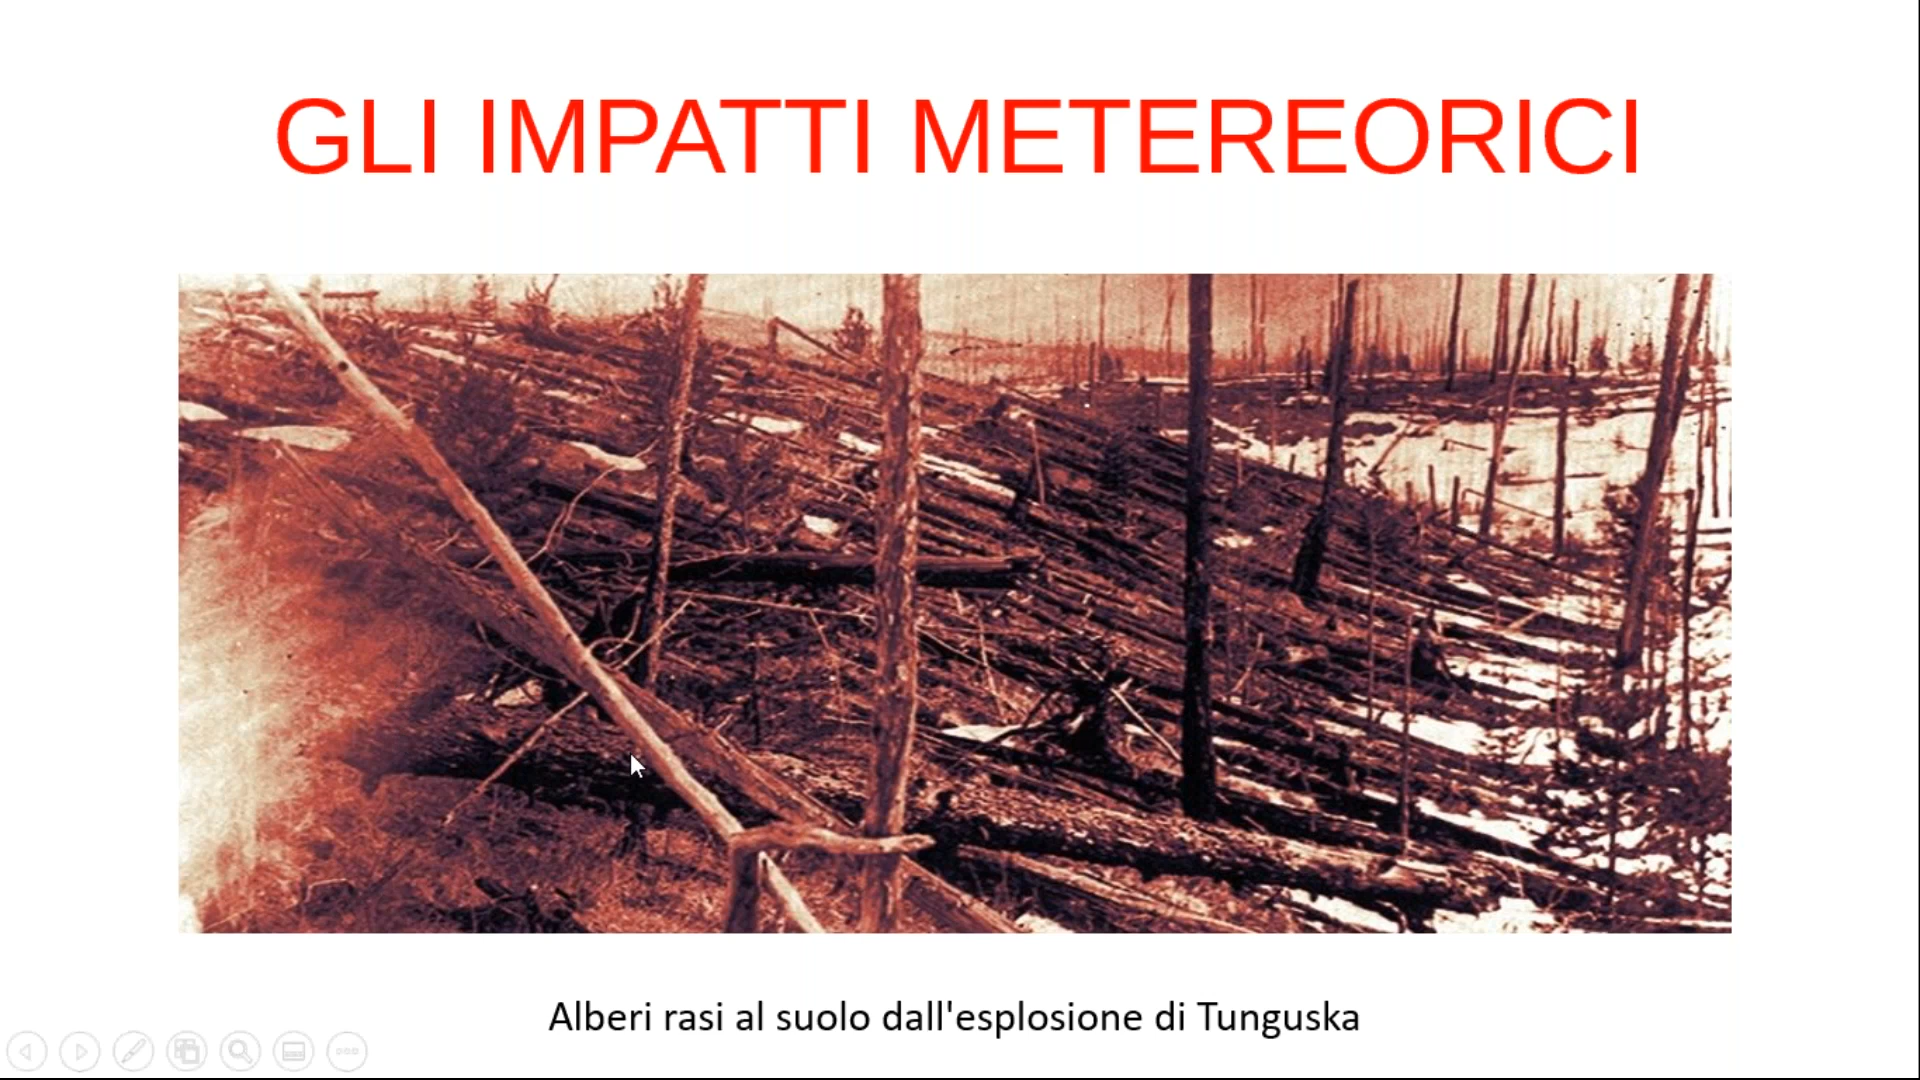 GLI IMPATTI METEREORICI
Alberi rasi al suolo dall'esplosione di Tunguska